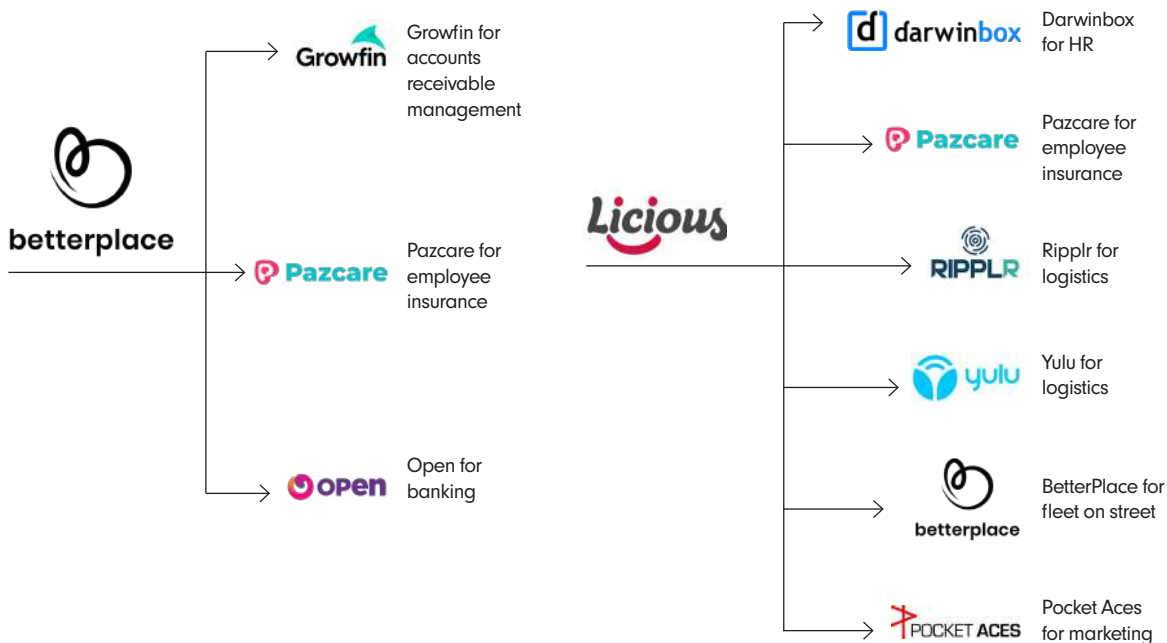 Growfin
Growfin for
accounts
receivable
management
betterplace
Pazcare
Pazcare for
employee
insurance
OPEN
Open for
banking
Licious
d darwinbox
Darwinbox
for HR
Pazcare
Pazcare for
employee
insurance
RIPPLR
Ripplr for
logistics
yulu
Yulu for
logistics
betterplace
BetterPlace for
fleet on street
POCKET ACES
Pocket Aces
for marketing